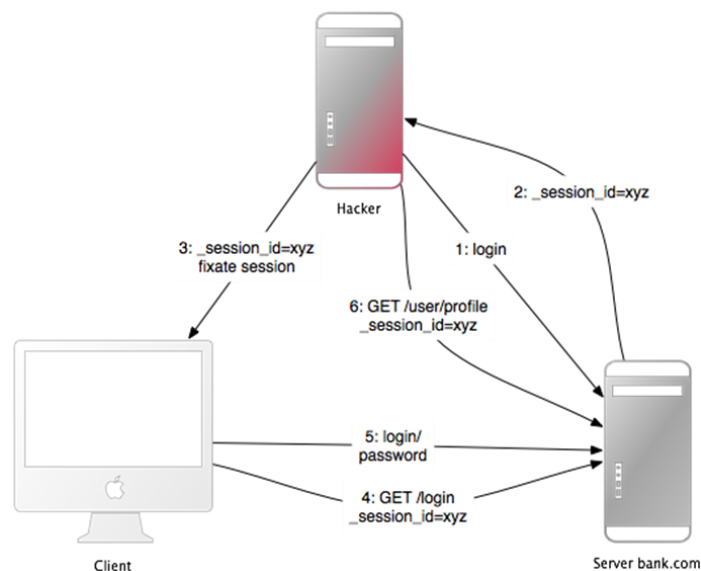 Hacker
2: _session_id=xyz
3: _session_id=xyz
fixate session
1: login
6: GET /user/profile
_session_id=xyz
5: login/
password
4: GET /login
_session_id=xyz
Client
Server bank.com